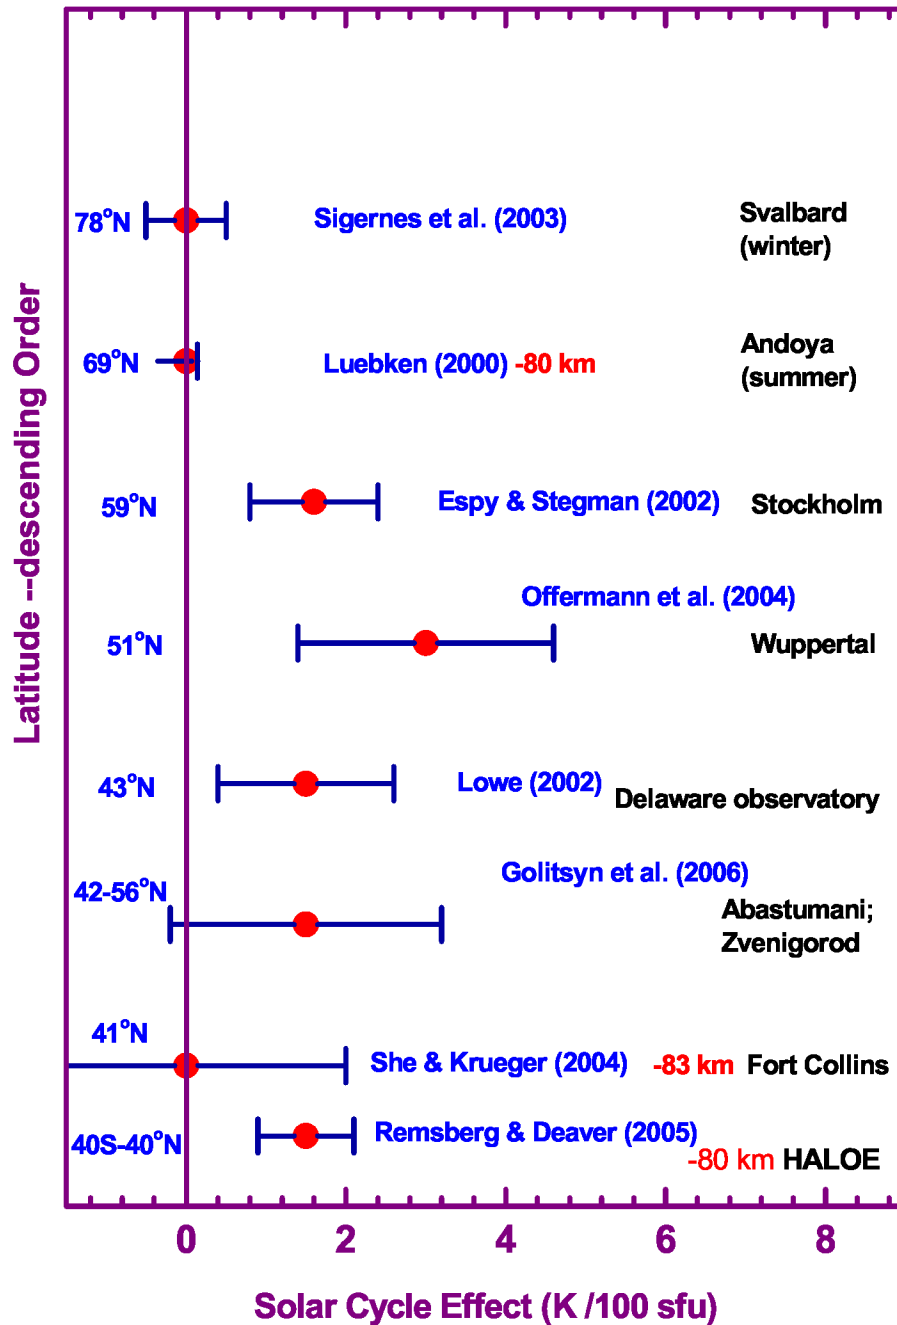 78°N
Sigernes et al. (2003)
Svalbard
(winter)
69°N
Luebken (2000) -80 km
Andoya
(summer)
59°N
Espy & Stegman (2002)
Stockholm
Offermann et al. (2004)
51°N
Wuppertal
43°N
Lowe (2002)
Delaware observatory
Golitsyn et al. (2006)
42-56°N
Abastumani;
Zvenigorod
41°N
She & Krueger (2004) -83 km Fort Collins
40S-40°N
Remsberg & Deaver (2005)
-80 km HALOE
Latitude --descending Order
0 2 4 6 8
Solar Cycle Effect (K /100 sfu)